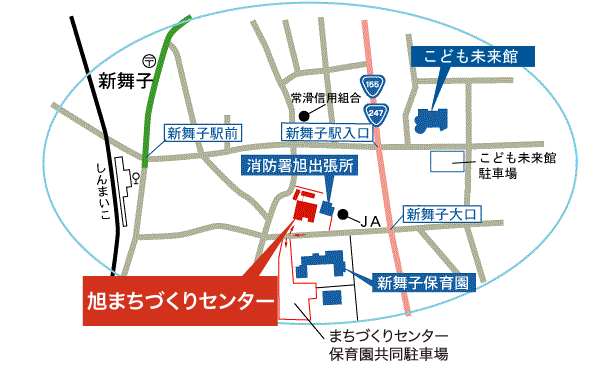 こども未来館
新舞子
155
247
常滑信用組合
新舞子駅前
新舞子駅入口
しんまいこ
消防署旭出張所
こども未来館
駐車場
JA
新舞子大口
旭まちづくりセンター
新舞子保育園
まちづくりセンター
保育園共同駐車場